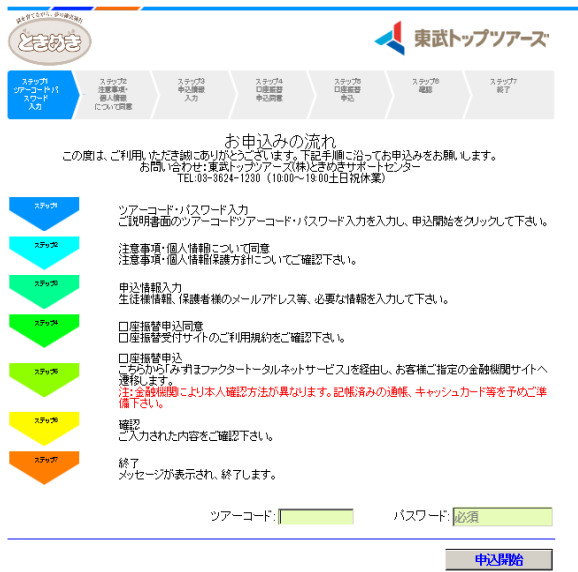 旅を育てながら、夢の御案内
ときめき
東武トップツアーズ
ステップ1
ツアーコード・パ
スワード
入力
ステップ2
注意事項・
個人情報
について同意
ステップ3
申込情報
入力
ステップ4
口座振替
申込同意
ステップ5
口座振替
申込
ステップ6
確認
ステップ7
終了
お申込みの流れ
この度は、ご利用いただき誠にありがとうございます。下記手順に沿ってお申込みをお願いします。
お問い合わせ:東武トップツアーズ(株)ときめきサポートセンター
TEL:03-3624-1230 (10:00～19:00土日祝休業)
ステップ1
ツアーコード・パスワード入力
ご説明書面のツアーコードツアーコード・パスワード入力を入力し、申込開始をクリックして下さい。
ステップ2
注意事項・個人情報について同意
注意事項・個人情報保護方針についてご確認下さい。
ステップ3
申込情報入力
生徒様情報、保護者様のメールアドレス等、必要な情報を入力して下さい。
ステップ4
口座振替申込同意
口座振替受付サイトのご利用規約をご確認下さい。
ステップ5
口座振替申込
こちらから「みずほファクタートータルネットサービス」を経由し、お客様ご指定の金融機関サイトへ
遷移します。
注:金融機関により本人確認方法が異なります。記帳済みの通帳、キャッシュカード等を予めご準
備下さい。
ステップ6
確認
ご入力された内容をご確認下さい。
ステップ7
終了
メッセージが表示され、終了します。
ツアーコード: パスワード: 必須
申込開始